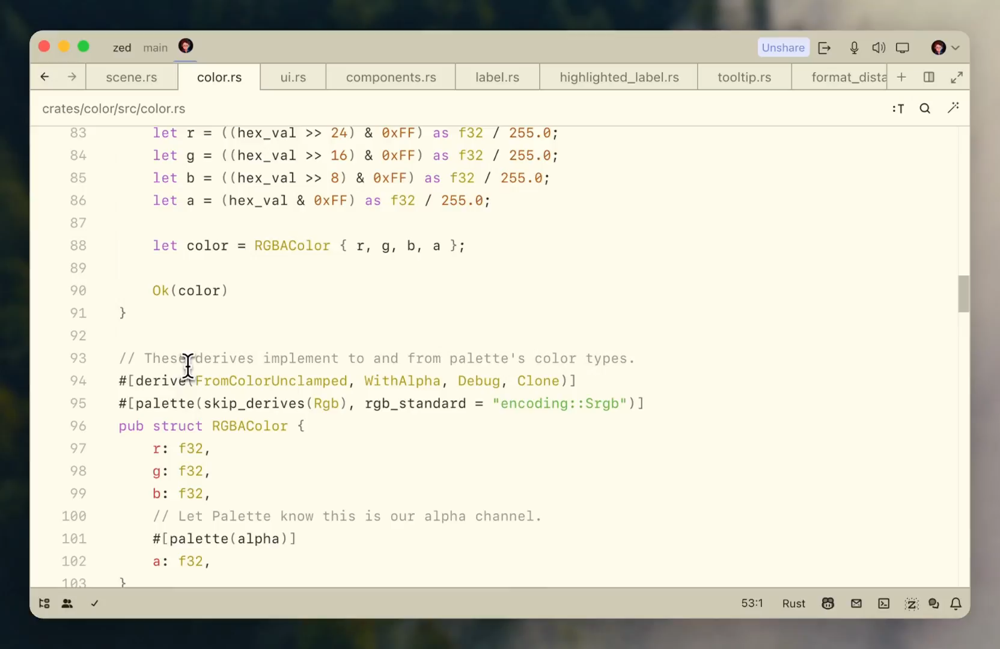 zed main Unshare
scene.rs color.rs ui.rs components.rs label.rs highlighted_label.rs tooltip.rs format_dista
crates/color/src/color.rs :T
83 let r = ((hex_val >> 24) & 0xFF) as f32 / 255.0;
84 let g = ((hex_val >> 16) & 0xFF) as f32 / 255.0;
85 let b = ((hex_val >> 8) & 0xFF) as f32 / 255.0;
86 let a = (hex_val & 0xFF) as f32 / 255.0;
87
88 let color = RGBAColor { r, g, b, a };
89
90 Ok(color)
91 }
92
93 // These derives implement to and from palette's color types.
94 #[derive(FromColorUnclamped, WithAlpha, Debug, Clone)]
95 #[palette(skip_derives(Rgb), rgb_standard = "encoding::Srgb")]
96 pub struct RGBAColor {
97 r: f32,
98 g: f32,
99 b: f32,
100 // Let Palette know this is our alpha channel.
101 #[palette(alpha)]
102 a: f32,
103 }
53:1 Rust